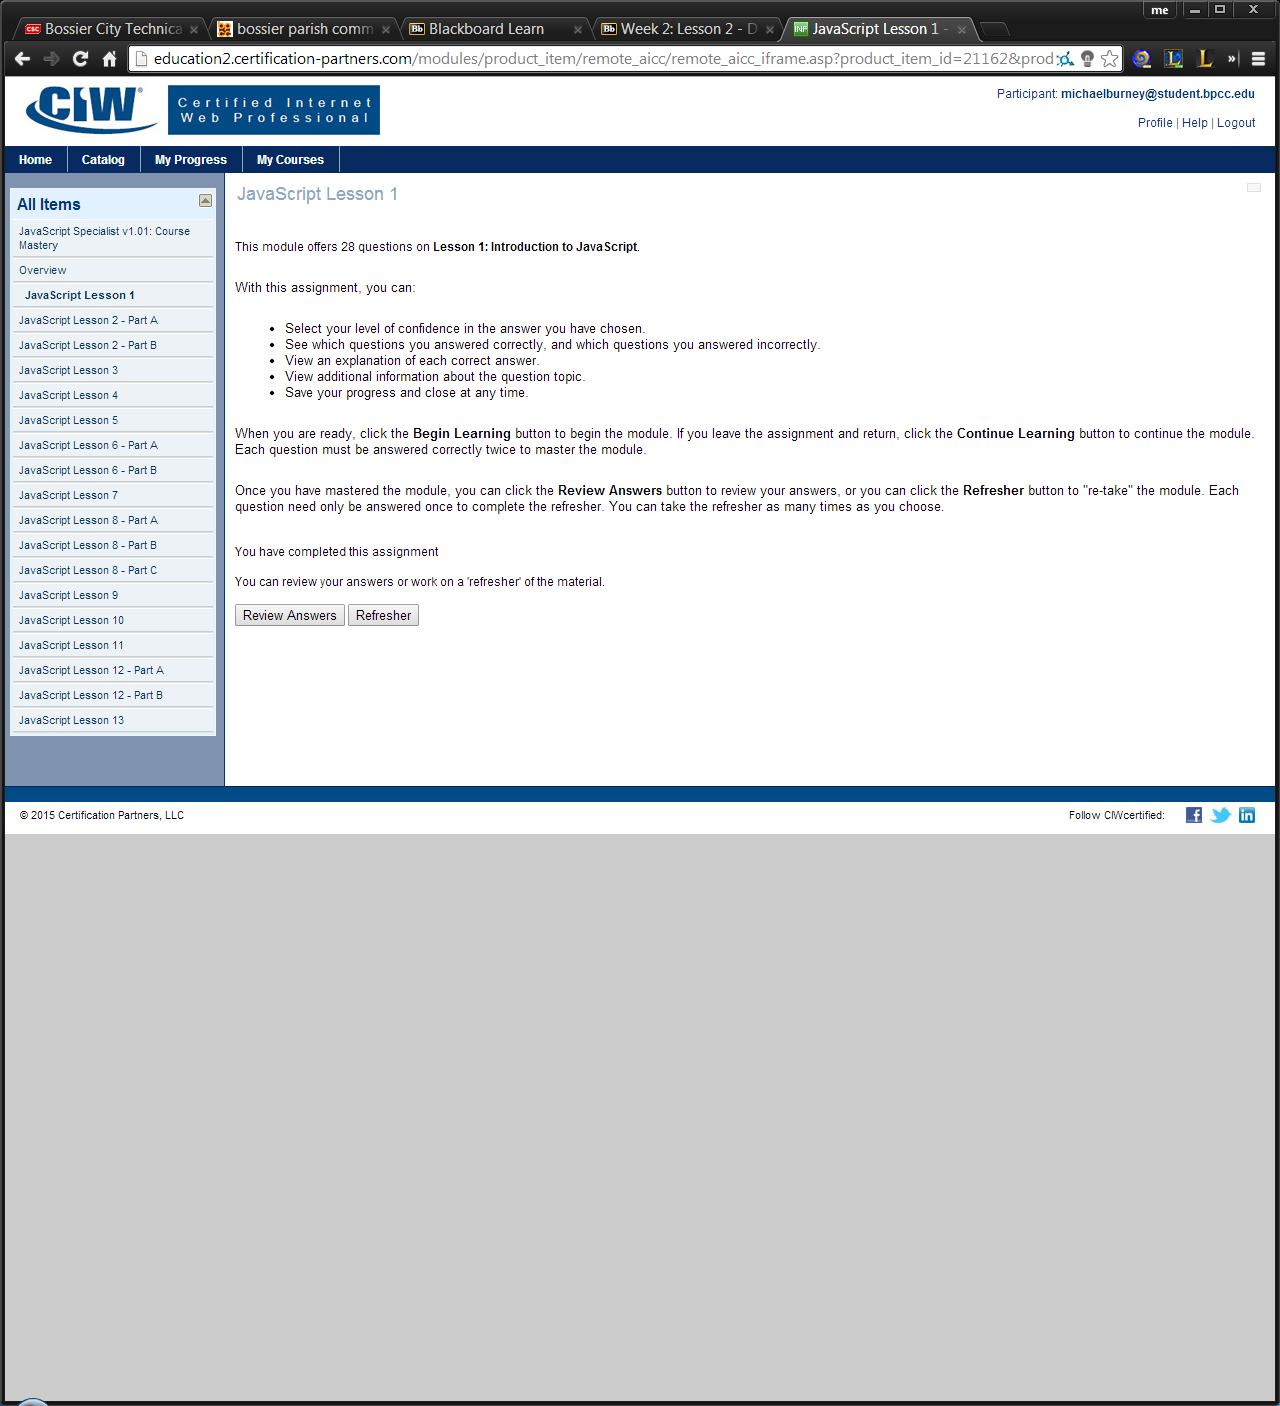 me
Bossier City Technica
bossier parish comm
Blackboard Learn
Week 2: Lesson 2 - D
JavaScript Lesson 1 -
education2.certification-partners.com/modules/product_item/remote_aicc/remote_aicc_iframe.asp?product_item_id=21162&prod
CIW®
Certified Internet
Web Professional
Participant: michaelburney@student.bpcc.edu
Profile | Help | Logout
Home
Catalog
My Progress
My Courses
All Items
JavaScript Specialist v1.01: Course
Mastery
Overview
JavaScript Lesson 1
JavaScript Lesson 2 - Part A
JavaScript Lesson 2 - Part B
JavaScript Lesson 3
JavaScript Lesson 4
JavaScript Lesson 5
JavaScript Lesson 6 - Part A
JavaScript Lesson 6 - Part B
JavaScript Lesson 7
JavaScript Lesson 8 - Part A
JavaScript Lesson 8 - Part B
JavaScript Lesson 8 - Part C
JavaScript Lesson 9
JavaScript Lesson 10
JavaScript Lesson 11
JavaScript Lesson 12 - Part A
JavaScript Lesson 12 - Part B
JavaScript Lesson 13
JavaScript Lesson 1
This module offers 28 questions on Lesson 1: Introduction to JavaScript.
With this assignment, you can:
• Select your level of confidence in the answer you have chosen.
• See which questions you answered correctly, and which questions you answered incorrectly.
• View an explanation of each correct answer.
• View additional information about the question topic.
• Save your progress and close at any time.
When you are ready, click the Begin Learning button to begin the module. If you leave the assignment and return, click the Continue Learning button to continue the module.
Each question must be answered correctly twice to master the module.
Once you have mastered the module, you can click the Review Answers button to review your answers, or you can click the Refresher button to "re-take" the module. Each
question need only be answered once to complete the refresher. You can take the refresher as many times as you choose.
You have completed this assignment
You can review your answers or work on a 'refresher' of the material.
Review Answers
Refresher
© 2015 Certification Partners, LLC
Follow CIWcertified: